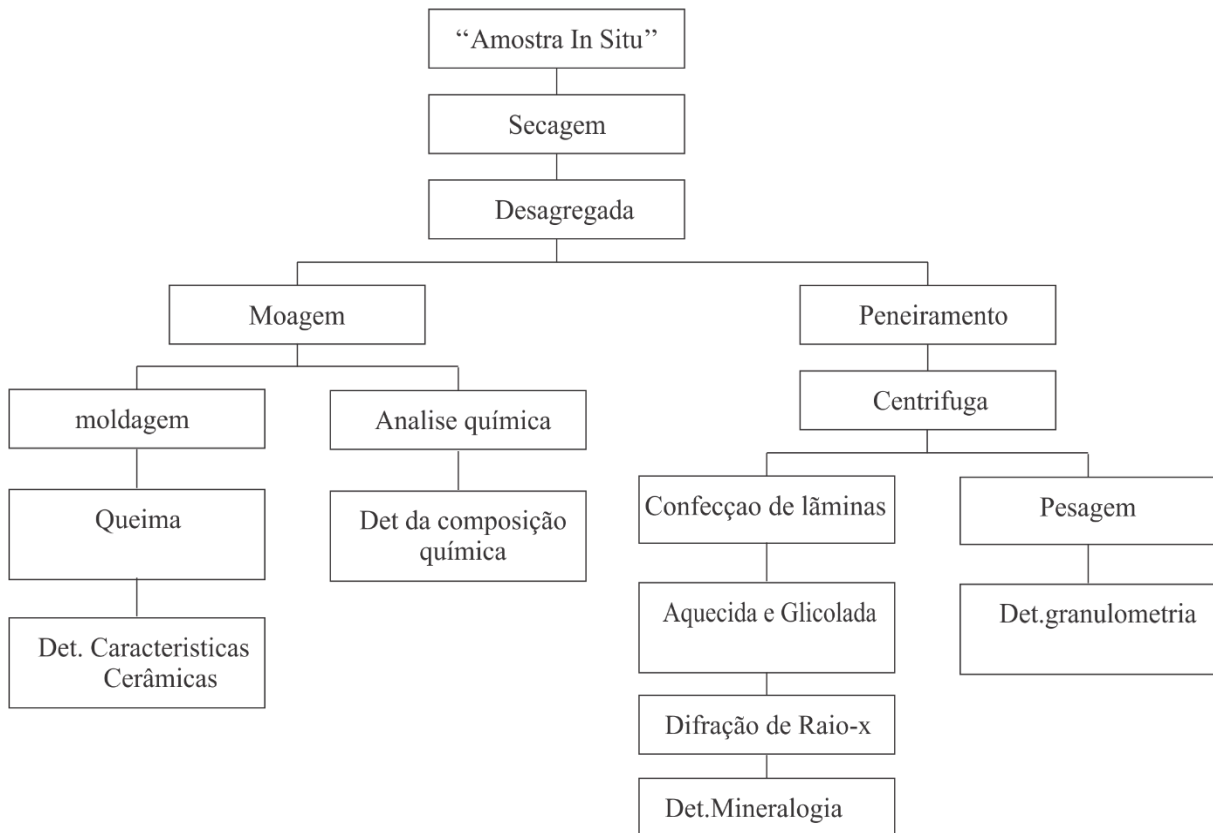 “Amostra In Situ”
Secagem
Desagregada
Moagem
Peneiramento
moldagem
Analise química
Centrifuga
Queima
Det da composição
química
Confecçao de lãminas
Pesagem
Det. Caracteristicas
Cerâmicas
Aquecida e Glicolada
Det.granulometria
Difração de Raio-x
Det.Mineralogia